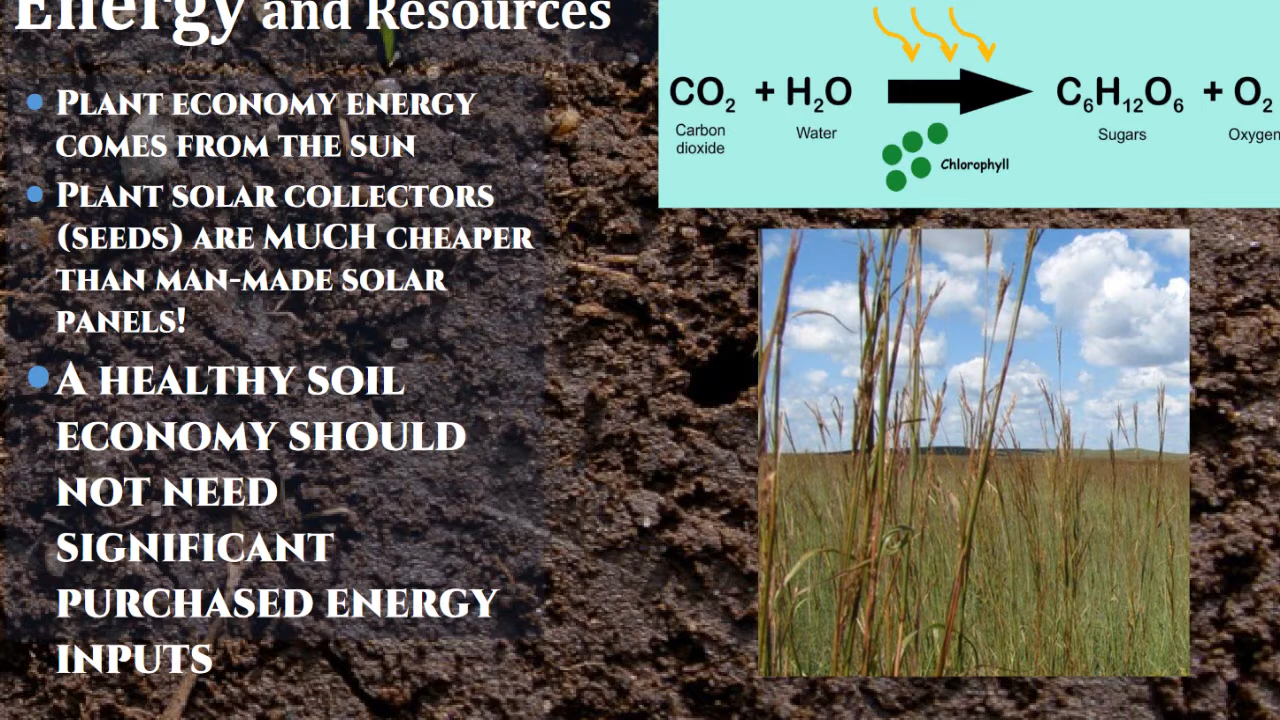 Energy and Resources
PLANT ECONOMY ENERGY
COMES FROM THE SUN
PLANT SOLAR COLLECTORS
(SEEDS) ARE MUCH CHEAPER
THAN MAN-MADE SOLAR
PANELS!
A HEALTHY SOIL
ECONOMY SHOULD
NOT NEED
SIGNIFICANT
PURCHASED ENERGY
INPUTS
CO₂ + H₂O C₆H₁₂O₆ + O₂
Carbon
dioxide
Water
Sugars
Oxygen
Chlorophyll